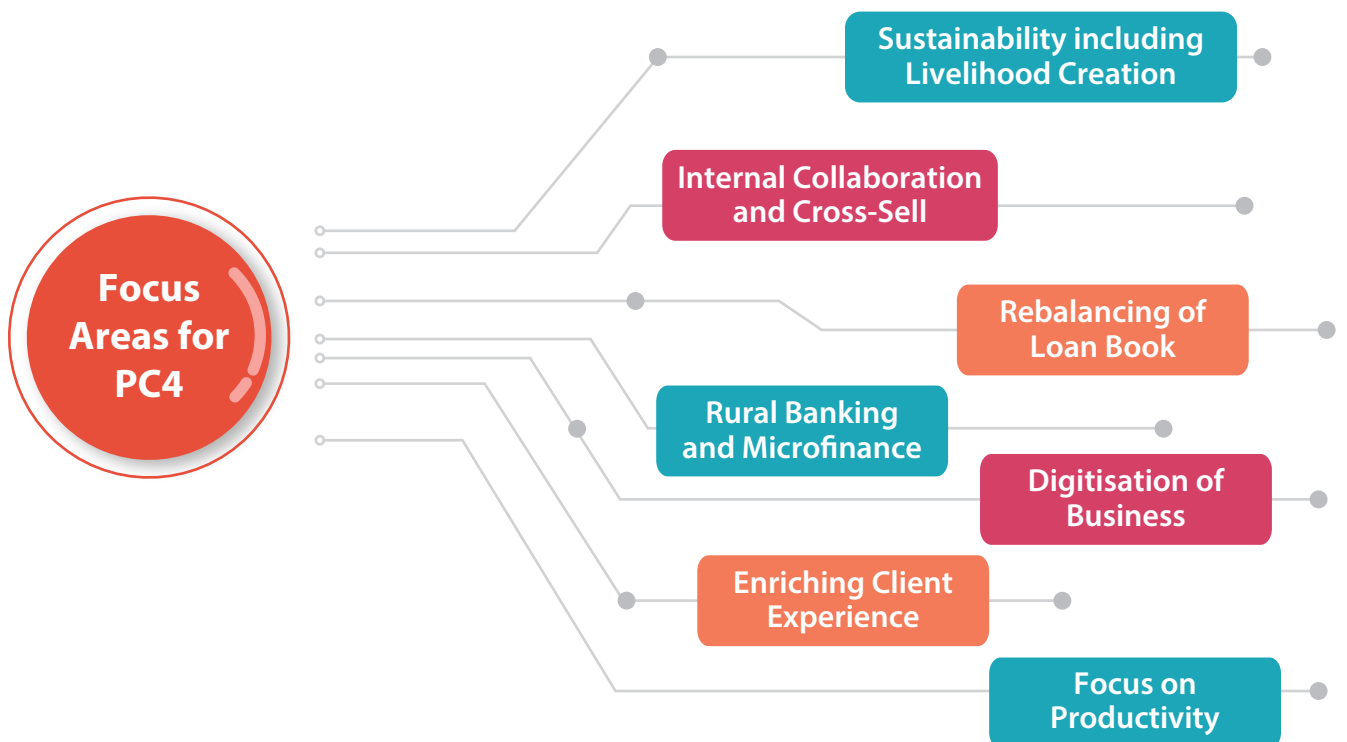 Focus
Areas for
PC4
Sustainability including
Livelihood Creation
Internal Collaboration
and Cross-Sell
Rebalancing of
Loan Book
Rural Banking
and Microfinance
Digitisation of
Business
Enriching Client
Experience
Focus on
Productivity